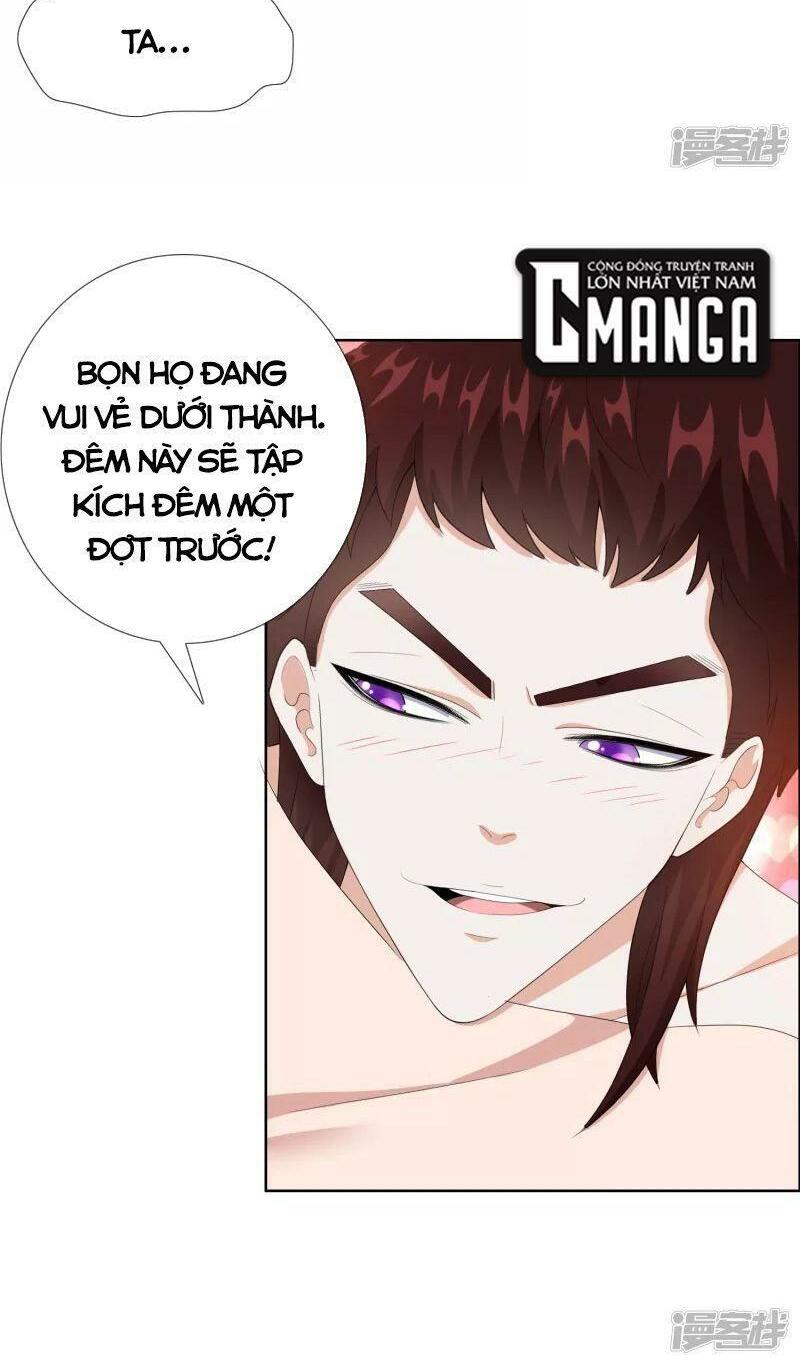 TA...
漫客栈
CỘNG ĐỒNG TRUYỆN TRANH
LỚN NHẤT VIỆT NAM
CMANGA
BỌN HỌ ĐANG
VUI VẺ DƯỚI THÀNH.
ĐÊM NÀY SẼ TẬP
KÍCH ĐÊM MỘT
ĐỢT TRƯỚC!
漫客栈